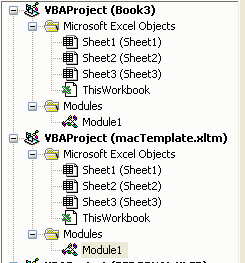 VBAProject (Book3)
Microsoft Excel Objects
Sheet1 (Sheet1)
Sheet2 (Sheet2)
Sheet3 (Sheet3)
ThisWorkbook
Modules
Module1
VBAProject (macTemplate.xltm)
Microsoft Excel Objects
Sheet1 (Sheet1)
Sheet2 (Sheet2)
Sheet3 (Sheet3)
ThisWorkbook
Modules
Module1